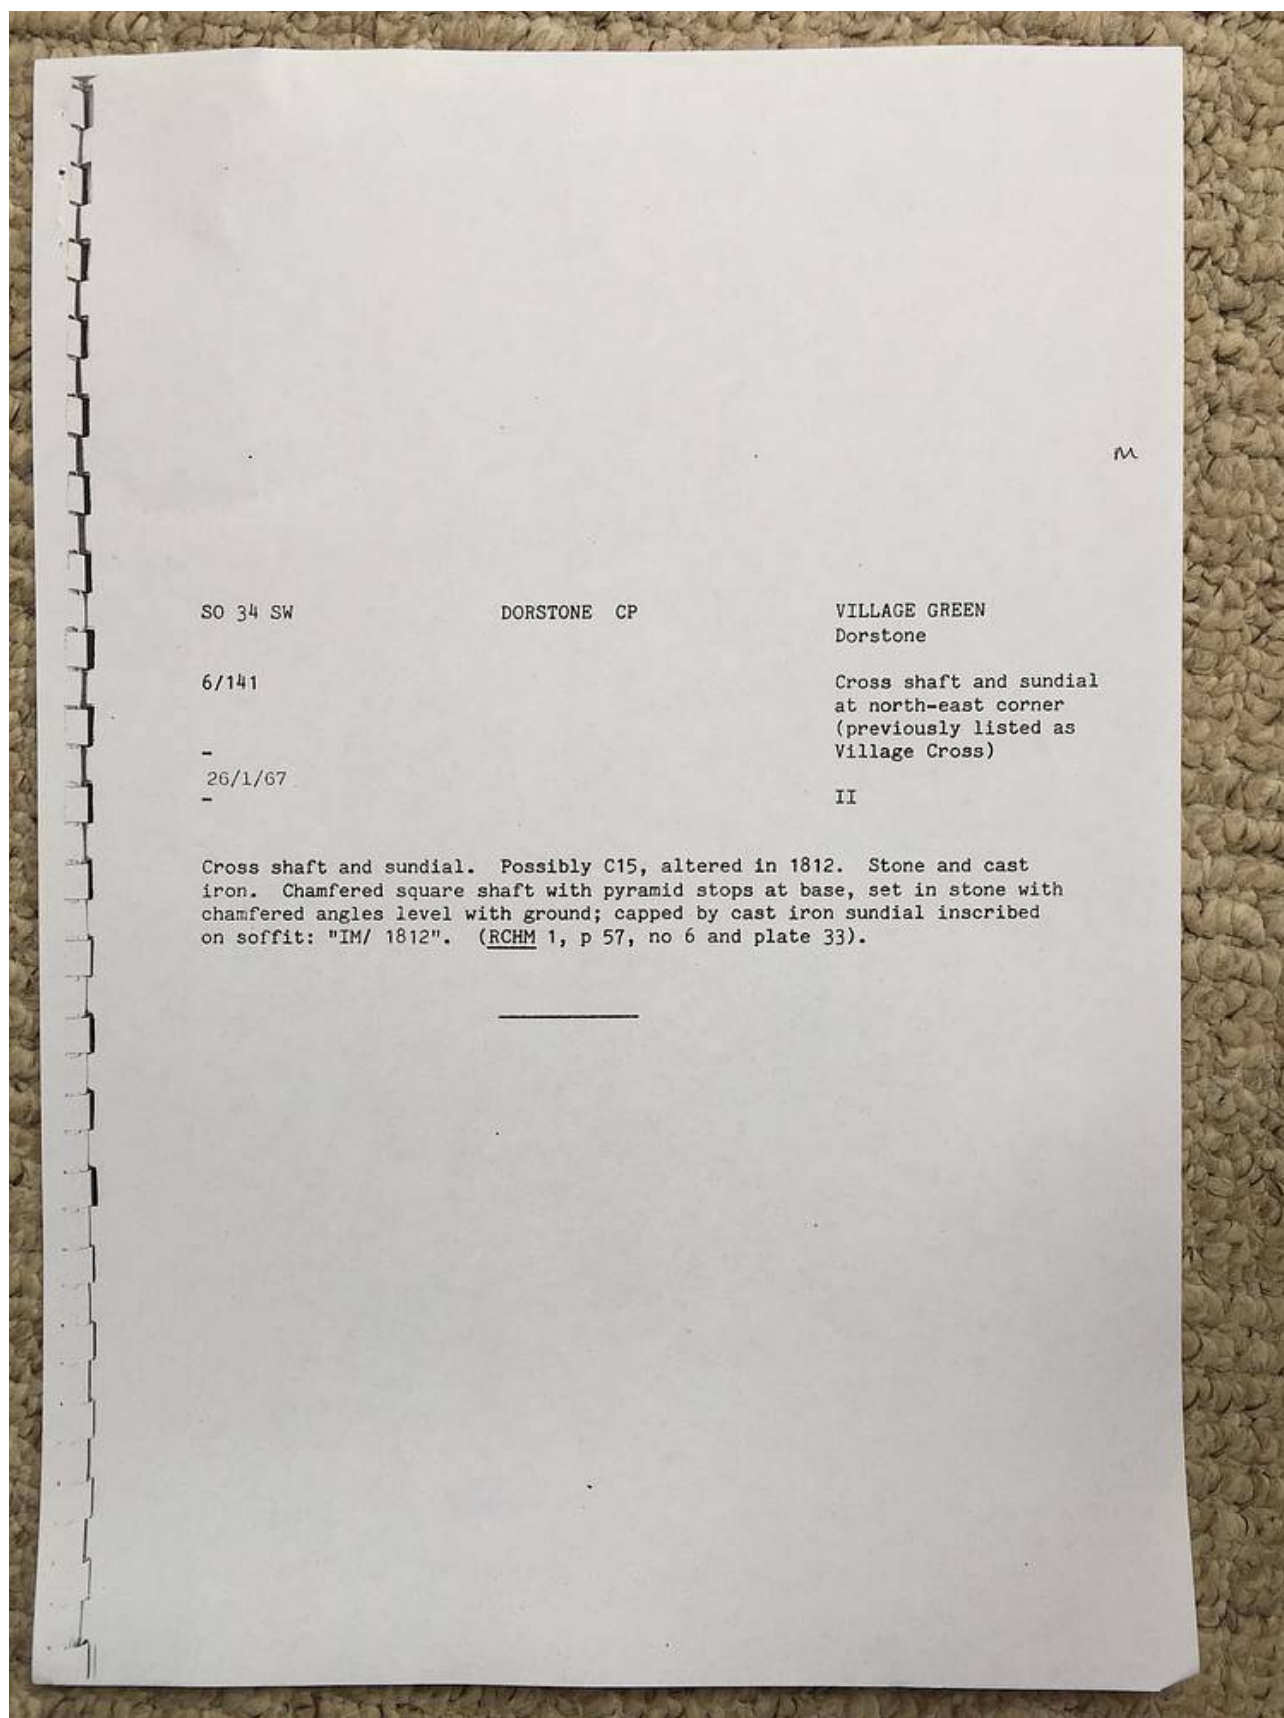 M
SO 34 SW DORSTONE CP VILLAGE GREEN
Dorstone
6/141 Cross shaft and sundial
at north-east corner
(previously listed as
- Village Cross)
26/1/67
- II
Cross shaft and sundial. Possibly C15, altered in 1812. Stone and cast
iron. Chamfered square shaft with pyramid stops at base, set in stone with
chamfered angles level with ground; capped by cast iron sundial inscribed
on soffit: "IM/ 1812". (RCHM 1, p 57, no 6 and plate 33).